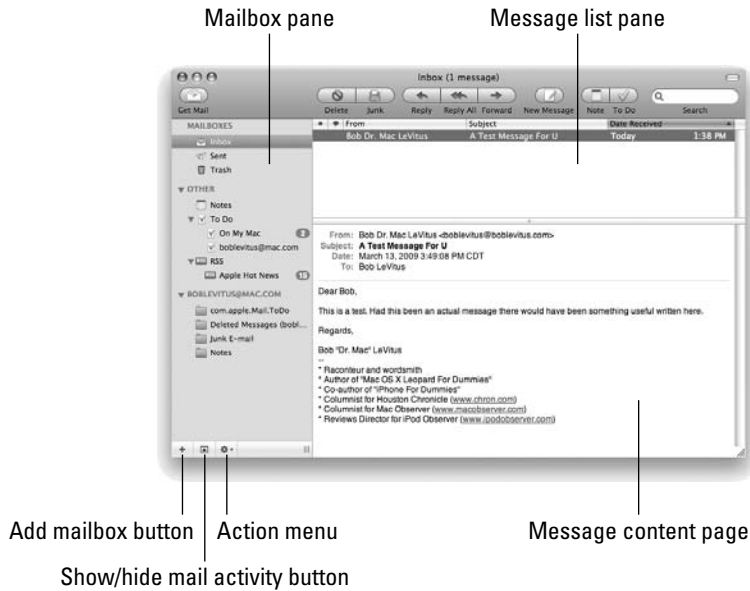 Mailbox pane
Message list pane
Inbox (1 message)
Get Mail
Delete Junk Reply Reply All Forward New Message Note To Do Search
MAILBOXES
Inbox
Sent
Trash
OTHER
Notes
To Do
On My Mac 2
boblevitus@mac.com
RSS
Apple Hot News
BOBLEVITUS@MAC.COM
com.apple.Mail.ToDo
Deleted Messages (bobl...
Junk E-mail
Notes
From Subject Date Received
Bob Dr. Mac LeVitus A Test Message For U Today 1:38 PM
From: Bob Dr. Mac LeVitus <boblevitus@boblevitus.com>
Subject: A Test Message For U
Date: March 13, 2009 3:49:08 PM CDT
To: Bob LeVitus
Dear Bob,
This is a test. Had this been an actual message there would have been something useful written here.
Regards,
Bob "Dr. Mac" LeVitus
--
* Raconteur and wordsmith
* Author of "Mac OS X Leopard For Dummies"
* Co-author of "iPhone For Dummies"
* Columnist for Houston Chronicle (www.chron.com)
* Columnist for Mac Observer (www.macobserver.com)
* Reviews Director for iPod Observer (www.ipodobserver.com)
Add mailbox button
Action menu
Message content page
Show/hide mail activity button